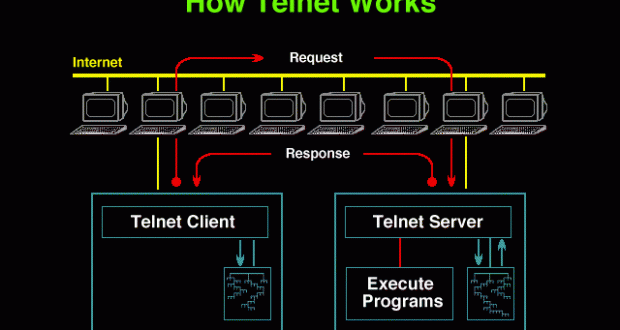 How Telnet Works
Internet
Request
Response
Telnet Client
Telnet Server
Execute
Programs